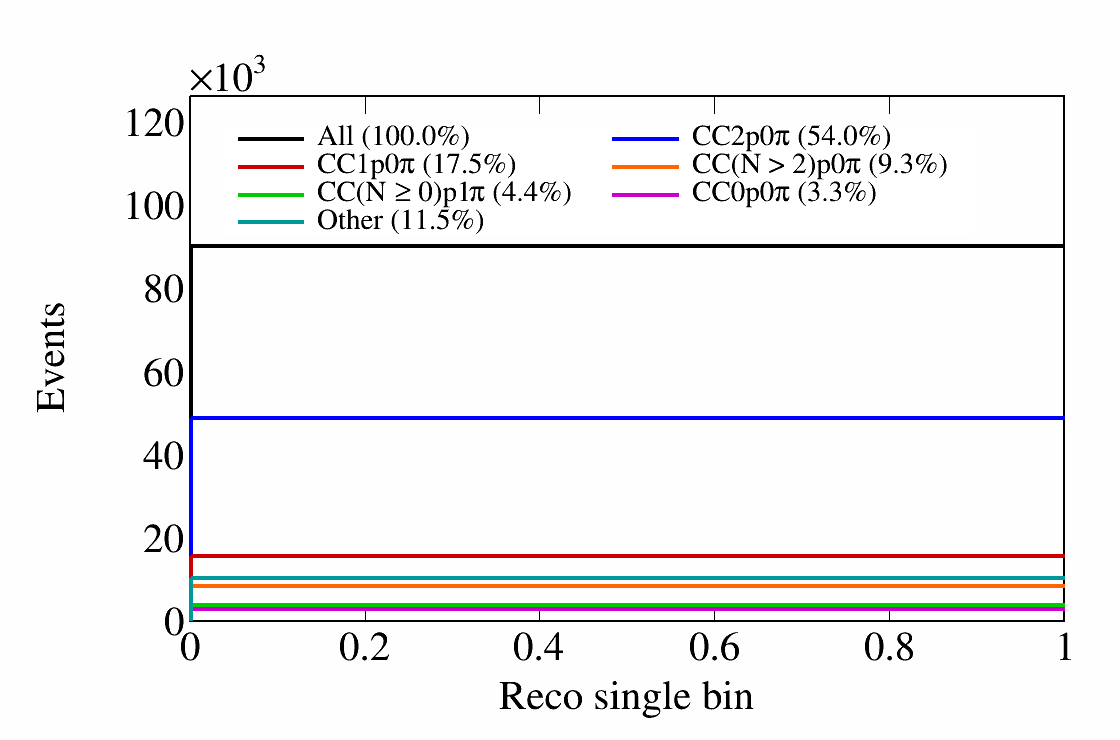 ×10³
120
100
80
60
40
20
0
Events
All (100.0%)
CC2p0π (54.0%)
CC1p0π (17.5%)
CC(N > 2)p0π (9.3%)
CC(N ≥ 0)p1π (4.4%)
CC0p0π (3.3%)
Other (11.5%)
0 0.2 0.4 0.6 0.8 1
Reco single bin